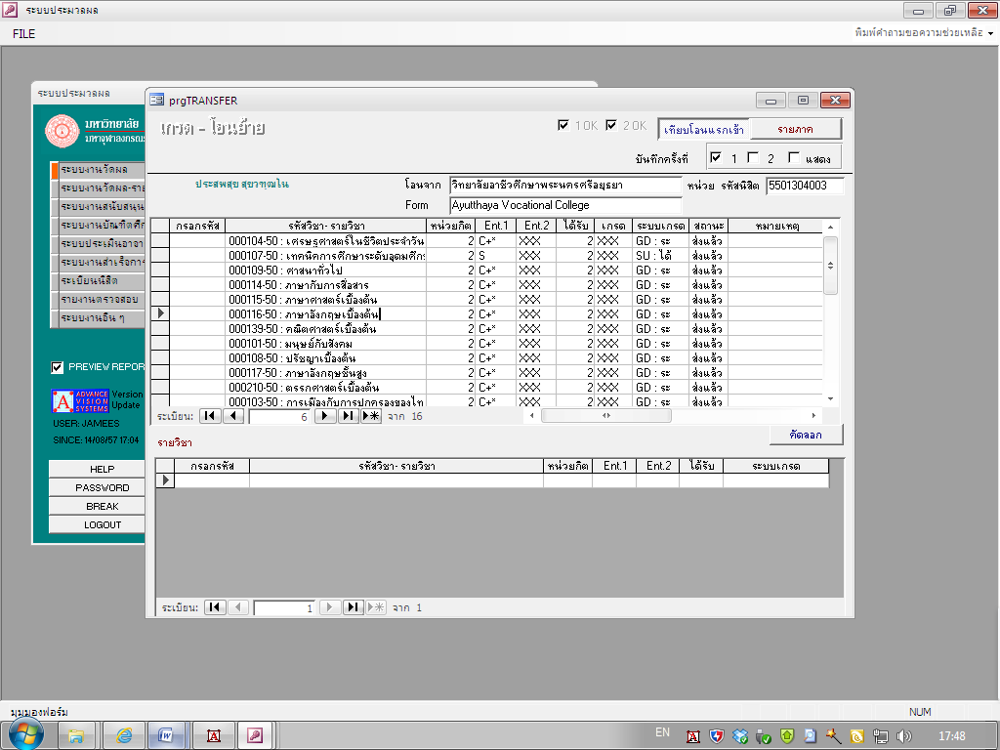 ระบบประมวลผล
FILE
พิมพ์คำถามขอความช่วยเหลือ
ระบบประมวลผล
มหาวิทยาลัย
มหาจุฬาลงกรณ
ระบบงานวัดผล
ระบบงานวัดผล-ราย
ระบบงานสนับสนุน
ระบบงานบัณฑิตศึก
ระบบประเมินอาจา
ระบบงานสำเร็จการ
ระเบียนนิสิต
รายงานตรวจสอบ
ระบบงานอื่น ๆ
PREVIEW REPOR
ADVANCE VISION SYSTEMS
Version
Update
USER: JAMEES
SINCE: 14/08/57 17:04
HELP
PASSWORD
BREAK
LOGOUT
prgTRANSFER
เกรด - โอนย้าย
1 0K 2 0K เทียบโอนแรกเข้า รายภาค
บันทึกครั้งที่ 1 2 แสดง
ประสพสุข สุขวฑฺฒโน
โอนจาก วิทยาลัยอาชีวศึกษาพระนครศรีอยุธยา หน่วย รหัสนิสิต 5501304003
Form Ayutthaya Vocational College
กรอกรหัส รหัสวิชา- รายวิชา หน่วยกิต Ent.1 Ent.2 ได้รับ เกรด ระบบเกรด สถานะ หมายเหตุ
000104-50 : เศรษฐศาสตร์ในชีวิตประจำวัน 2 C+* XXX 2 XXX GD : ระ ส่งแล้ว
000107-50 : เทคนิคการศึกษาระดับอุดมศึกษ 2 S XXX 2 XXX SU : ได้ ส่งแล้ว
000109-50 : ศาสนาทั่วไป 2 C+* XXX 2 XXX GD : ระ ส่งแล้ว
000114-50 : ภาษากับการสื่อสาร 2 C+* XXX 2 XXX GD : ระ ส่งแล้ว
000115-50 : ภาษาศาสตร์เบื้องต้น 2 C+* XXX 2 XXX GD : ระ ส่งแล้ว
000116-50 : ภาษาอังกฤษเบื้องต้น 2 C+* XXX 2 XXX GD : ระ ส่งแล้ว
000139-50 : คณิตศาสตร์เบื้องต้น 2 C+* XXX 2 XXX GD : ระ ส่งแล้ว
000101-50 : มนุษย์กับสังคม 2 C+* XXX 2 XXX GD : ระ ส่งแล้ว
000108-50 : ปรัชญาเบื้องต้น 2 C+* XXX 2 XXX GD : ระ ส่งแล้ว
000117-50 : ภาษาอังกฤษชั้นสูง 2 C+* XXX 2 XXX GD : ระ ส่งแล้ว
000210-50 : ตรรกศาสตร์เบื้องต้น 2 C+* XXX 2 XXX GD : ระ ส่งแล้ว
000103-50 : การเมืองกับการปกครองของไท 2 C+* XXX 2 XXX GD : ระ ส่งแล้ว
ระเบียน: 6 จาก 16
คัดลอก
รายวิชา
กรอกรหัส รหัสวิชา- รายวิชา หน่วยกิต Ent.1 Ent.2 ได้รับ ระบบเกรด
ระเบียน: 1 จาก 1
มุมมองฟอร์ม NUM
EN 17:48